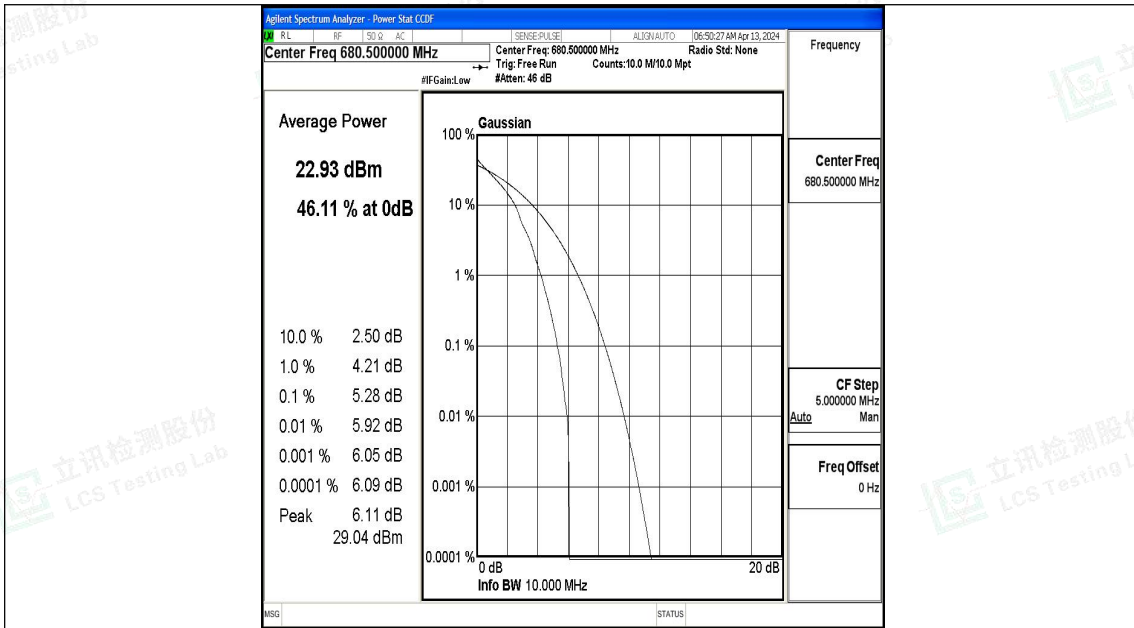 Agilent Spectrum Analyzer - Power Stat CCDF
RL RF 50 Ω AC SENSE:PULSE ALIGNAUTO 06:50:27 AM Apr 13, 2024
Center Freq 680.500000 MHz
Center Freq: 680.500000 MHz Radio Std: None
Trig: Free Run Counts:10.0 M/10.0 Mpt
#IFGain:Low #Atten: 46 dB
Frequency
Average Power
22.93 dBm
46.11 % at 0dB
10.0 % 2.50 dB
1.0 % 4.21 dB
0.1 % 5.28 dB
0.01 % 5.92 dB
0.001 % 6.05 dB
0.0001 % 6.09 dB
Peak 6.11 dB
29.04 dBm
Gaussian
100 %
10 %
1 %
0.1 %
0.01 %
0.001 %
0.0001 %
0 dB 20 dB
Info BW 10.000 MHz
Center Freq
680.500000 MHz
CF Step
5.000000 MHz
Auto Man
Freq Offset
0 Hz
MSG STATUS
立讯检测股份
LCS Testing Lab
立讯检测股
LCS Testing L
测股份
sting Lab
立